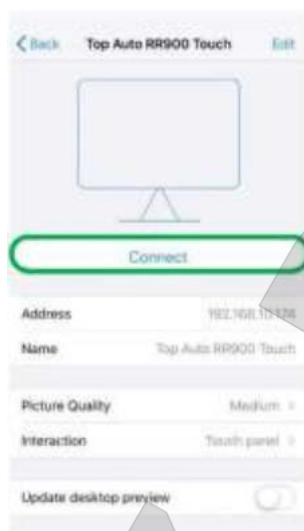 Back Top Auto RR900 Touch Edit
Connect
Address 192.168.10.174
Name Top Auto RR900 Touch
Picture Quality Medium
Interaction Touch panel
Update desktop preview